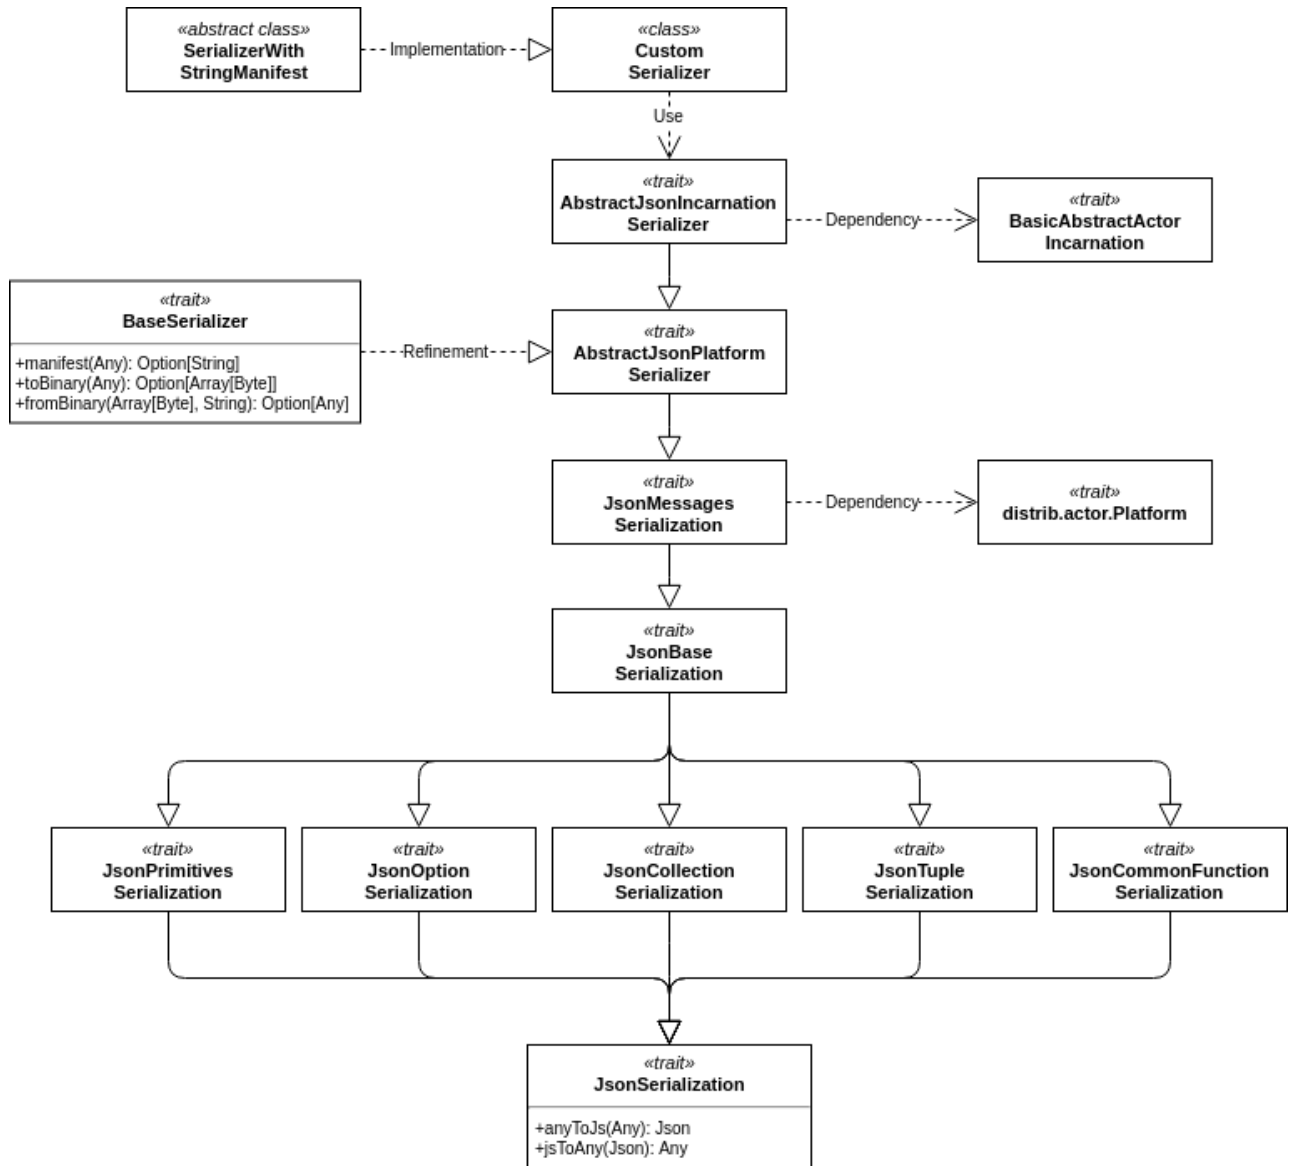 «abstract class»
SerializerWith
StringManifest
Implementation
«class»
Custom
Serializer
Use
«trait»
AbstractJsonIncarnation
Serializer
Dependency
«trait»
BasicAbstractActor
Incarnation
«trait»
BaseSerializer
+manifest(Any): Option[String]
+toBinary(Any): Option[Array[Byte]]
+fromBinary(Array[Byte], String): Option[Any]
Refinement
«trait»
AbstractJsonPlatform
Serializer
«trait»
JsonMessages
Serialization
Dependency
«trait»
distrib.actor.Platform
«trait»
JsonBase
Serialization
«trait»
JsonPrimitives
Serialization
«trait»
JsonOption
Serialization
«trait»
JsonCollection
Serialization
«trait»
JsonTuple
Serialization
«trait»
JsonCommonFunction
Serialization
«trait»
JsonSerialization
+anyToJs(Any): Json
+jsToAny(Json): Any